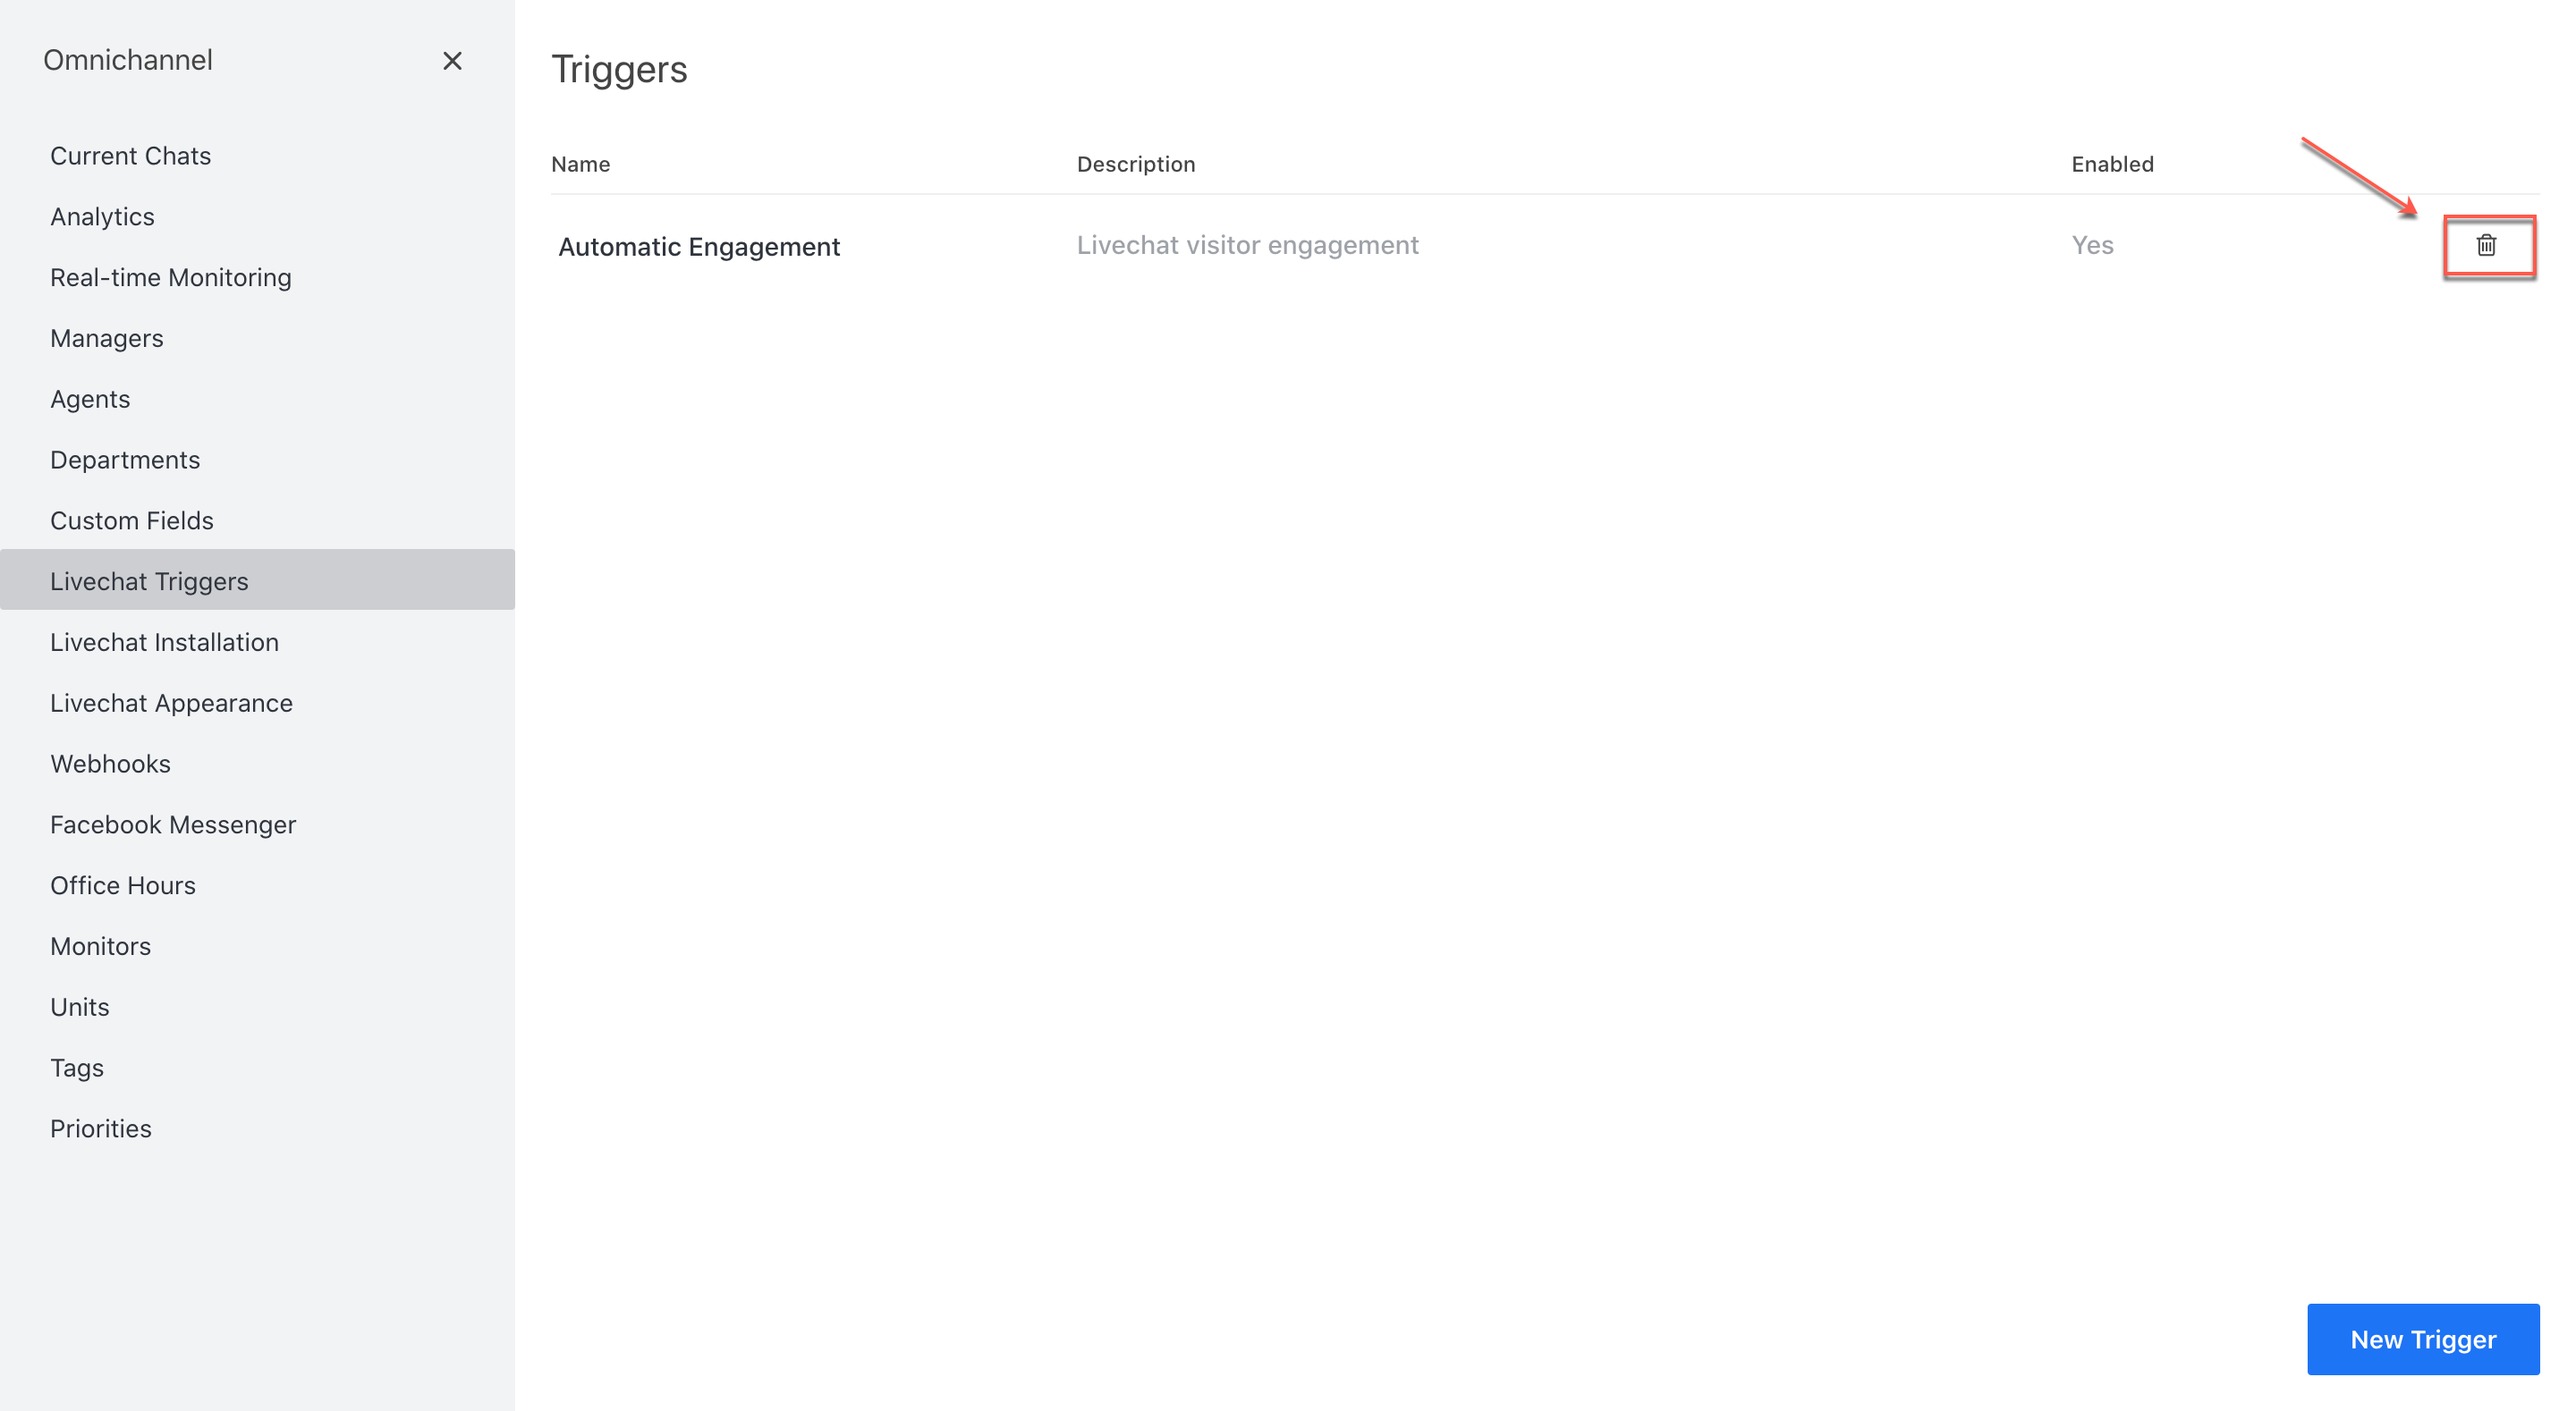 Omnichannel
Current Chats
Analytics
Real-time Monitoring
Managers
Agents
Departments
Custom Fields
Livechat Triggers
Livechat Installation
Livechat Appearance
Webhooks
Facebook Messenger
Office Hours
Monitors
Units
Tags
Priorities
Triggers
Name Description Enabled
Automatic Engagement Livechat visitor engagement Yes
New Trigger